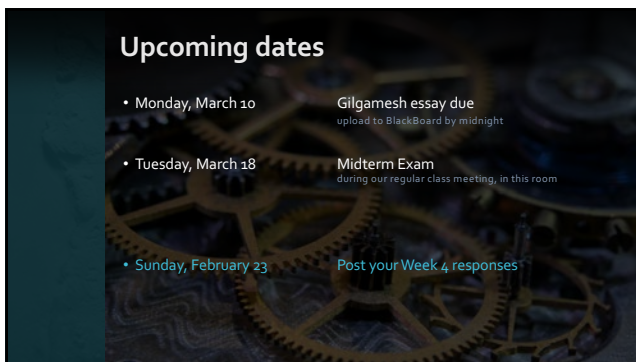 Upcoming dates
• Monday, March 10 Gilgamesh essay due
upload to BlackBoard by midnight
• Tuesday, March 18 Midterm Exam
during our regular class meeting, in this room
• Sunday, February 23 Post your Week 4 responses